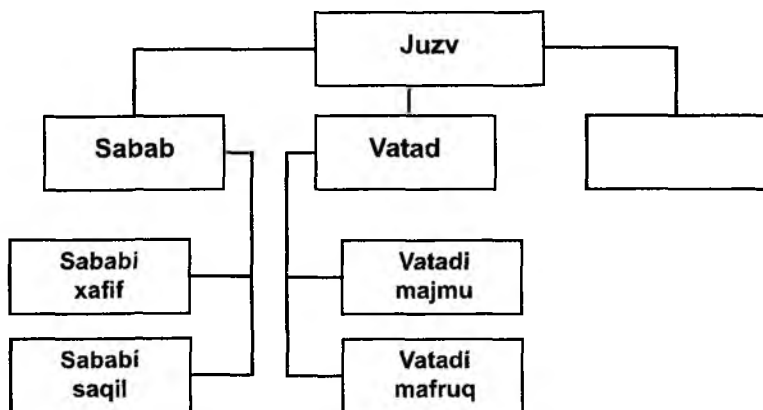 Juzv
Sabab
Vatad
Sababi
xafif
Vatadi
majmu
Sababi
saqil
Vatadi
mafruq